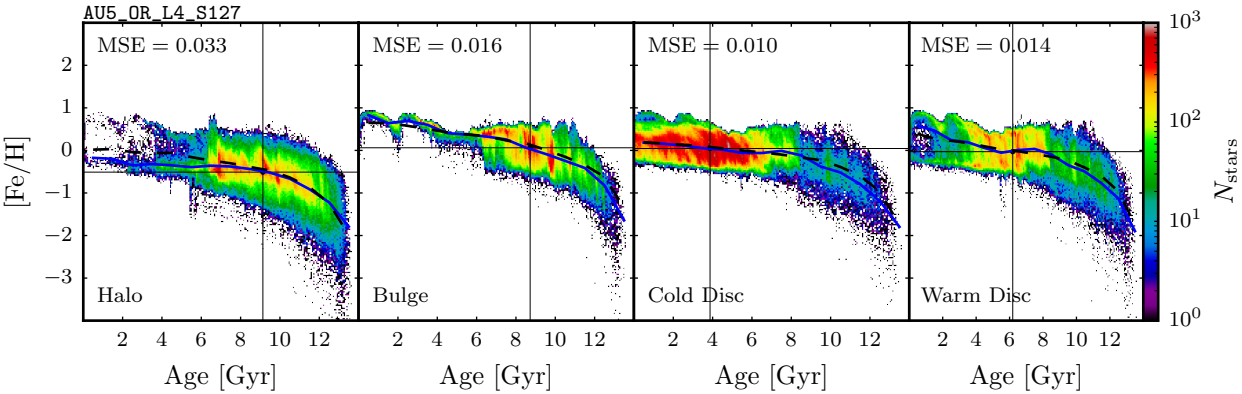 AU5_OR_L4_S127
MSE = 0.033
MSE = 0.016
MSE = 0.010
MSE = 0.014
[Fe/H]
2
1
0
−1
−2
−3
Halo
Bulge
Cold Disc
Warm Disc
2 4 6 8 10 12
2 4 6 8 10 12
2 4 6 8 10 12
2 4 6 8 10 12
Age [Gyr]
Age [Gyr]
Age [Gyr]
Age [Gyr]
10³
10²
10¹
10⁰
N_stars